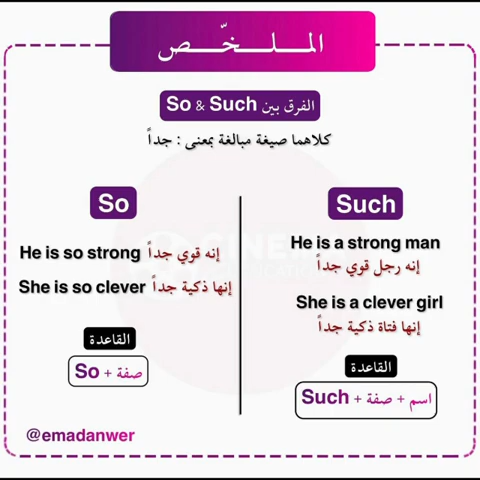 الملخّص
الفرق بين So & Such
كلاهما صيغة مبالغة بمعنى : جداً
So
He is so strong إنه قوي جداً
She is so clever إنها ذكية جداً
القاعدة
So + صفة
Such
He is a strong man
إنه رجل قوي جداً
She is a clever girl
إنها فتاة ذكية جداً
القاعدة
Such + صفة + اسم
@emadanwer